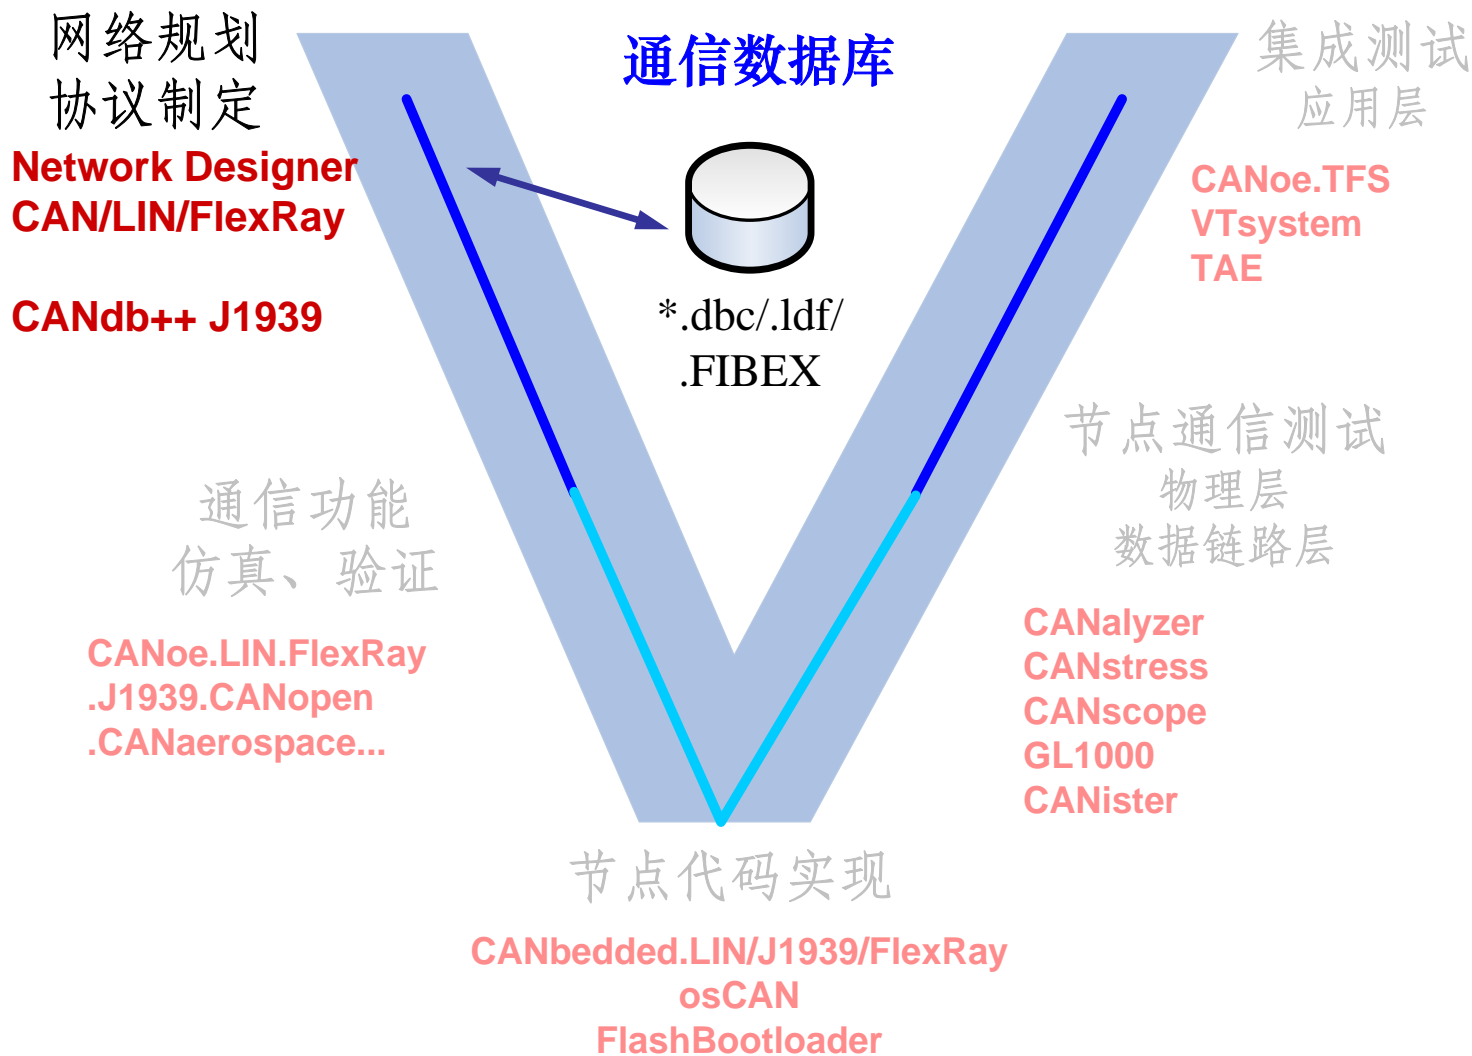 网络规划
协议制定
Network Designer
CAN/LIN/FlexRay
CANdb++ J1939
通信数据库
*.dbc/.ldf/
.FIBEX
集成测试
应用层
CANoe.TFS
VTsystem
TAE
通信功能
仿真、验证
CANoe.LIN.FlexRay
.J1939.CANopen
.CANaerospace...
节点通信测试
物理层
数据链路层
CANalyzer
CANstress
CANscope
GL1000
CANister
节点代码实现
CANbedded.LIN/J1939/FlexRay
osCAN
FlashBootloader